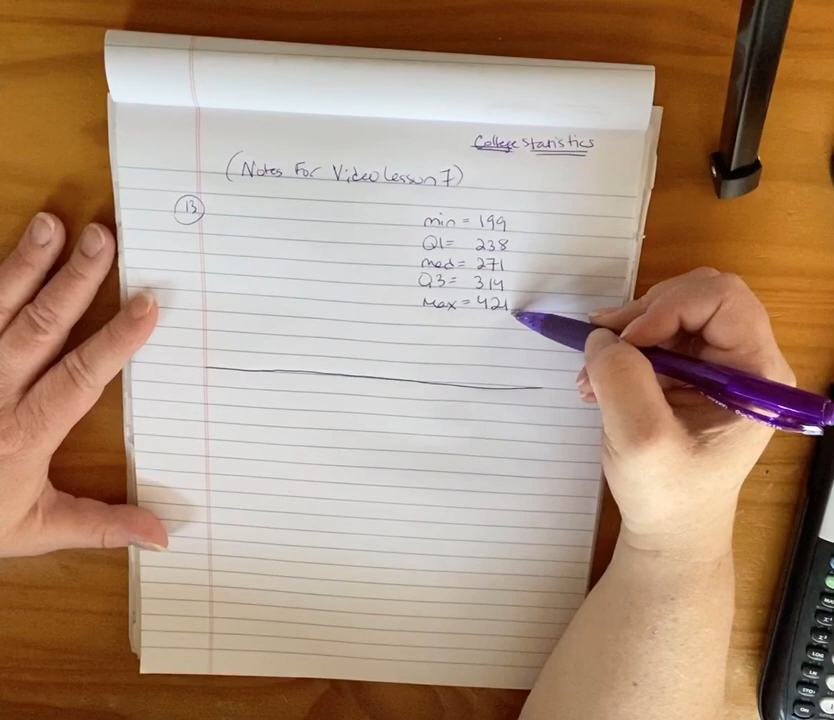 College statistics
(Notes For Video Lesson 7)
13
min = 199
Q1 = 238
med = 271
Q3 = 314
Max = 421